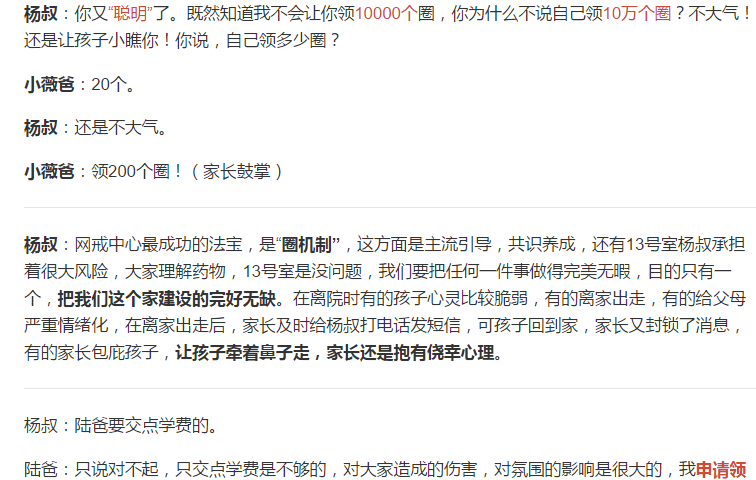 杨叔：你又“聪明”了。既然知道我不会让你领10000个圈，你为什么不说自己领10万个圈？不大气！
还是让孩子小瞧你！你说，自己领多少圈？
小薇爸：20个。
杨叔：还是不大气。
小薇爸：领200个圈！（家长鼓掌）
杨叔：网戒中心最成功的法宝，是“圈机制”，这方面是主流引导，共识养成，还有13号室杨叔承担
着很大风险，大家理解药物，13号室是没问题，我们要把任何一件事做得完美无暇，目的只有一
个，把我们这个家建设的完好无缺。在离院时有的孩子心灵比较脆弱，有的离家出走，有的给父母
严重情绪化，在离家出走后，家长及时给杨叔打电话发短信，可孩子回到家，家长又封锁了消息，
有的家长包庇孩子，让孩子牵着鼻子走，家长还是抱有侥幸心理。
杨叔：陆爸要交点学费的。
陆爸：只说对不起，只交点学费是不够的，对大家造成的伤害，对氛围的影响是很大的，我申请领